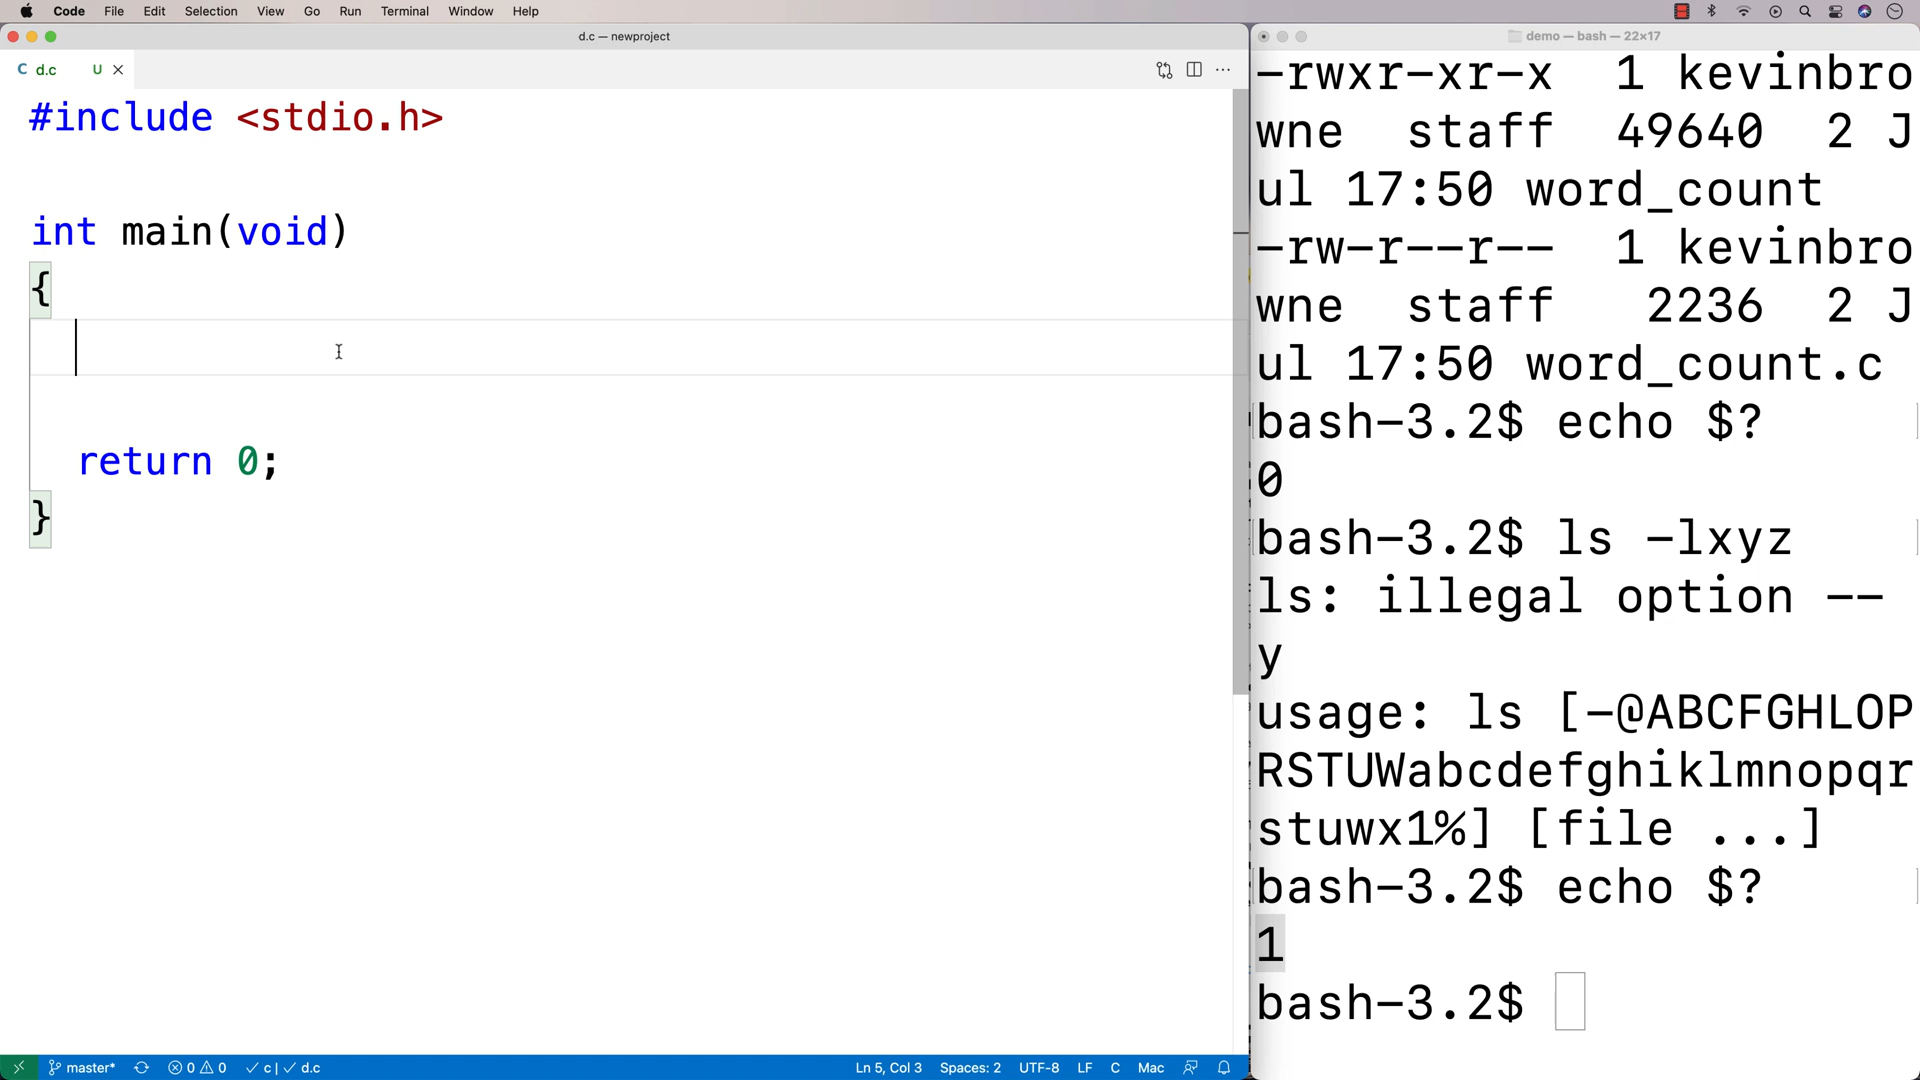 Code File Edit Selection View Go Run Terminal Window Help
d.c — newproject
C d.c U
#include <stdio.h>
int main(void)
{
return 0;
}
master* 0 0 c | d.c Ln 5, Col 3 Spaces: 2 UTF-8 LF C Mac
demo — bash — 22×17
-rwxr-xr-x 1 kevinbro
wne staff 49640 2 J
ul 17:50 word_count
-rw-r--r-- 1 kevinbro
wne staff 2236 2 J
ul 17:50 word_count.c
bash-3.2$ echo $?
0
bash-3.2$ ls -lxyz
ls: illegal option --
y
usage: ls [-@ABCFGHLOP
RSTUWabcdefghiklmnopqr
stuwx1%] [file ...]
bash-3.2$ echo $?
1
bash-3.2$